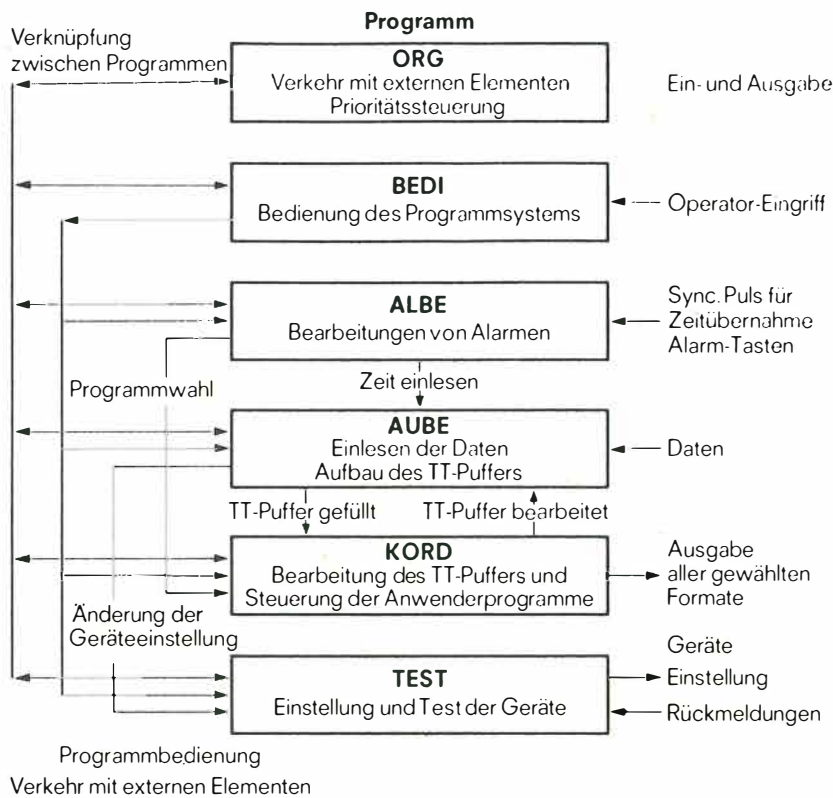 Programm
Verknüpfung
zwischen Programmen
ORG
Verkehr mit externen Elementen
Prioritätssteuerung
Ein- und Ausgabe
BEDI
Bedienung des Programmsystems
Operator-Eingriff
ALBE
Bearbeitungen von Alarmen
Sync. Puls für
Zeitübernahme
Alarm-Tasten
Programmwahl
Zeit einlesen
AUBE
Einlesen der Daten
Aufbau des TT-Puffers
Daten
TT-Puffer gefüllt
TT-Puffer bearbeitet
KORD
Bearbeitung des TT-Puffers und
Steuerung der Anwenderprogramme
Ausgabe
aller gewählten
Formate
Änderung der
Geräteeinstellung
TEST
Einstellung und Test der Geräte
Geräte
Einstellung
Rückmeldungen
Programmbedienung
Verkehr mit externen Elementen